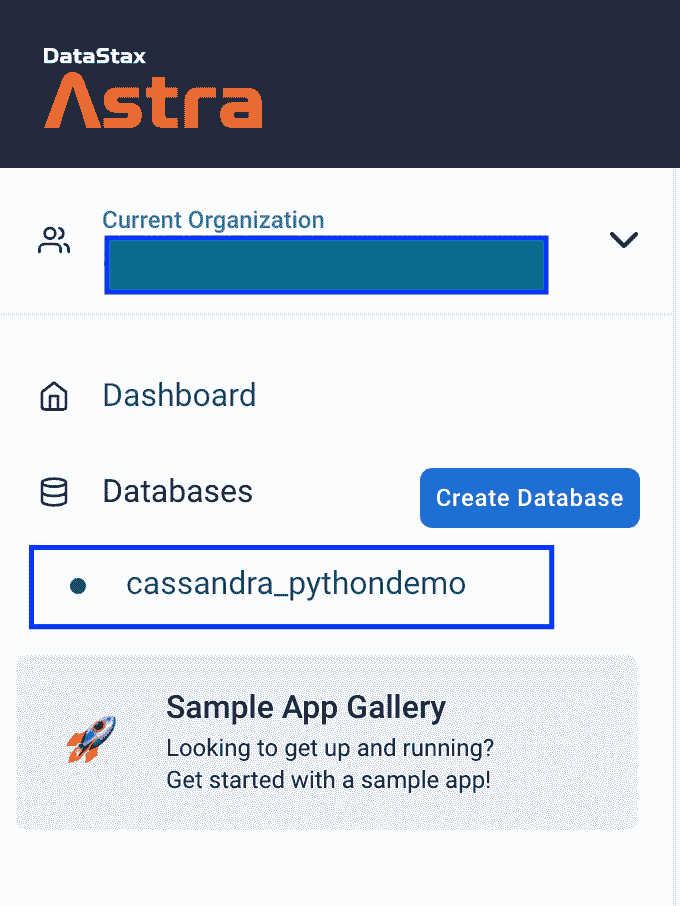 DataStax
Astra
Current Organization
Dashboard
Databases
Create Database
cassandra_pythondemo
Sample App Gallery
Looking to get up and running?
Get started with a sample app!